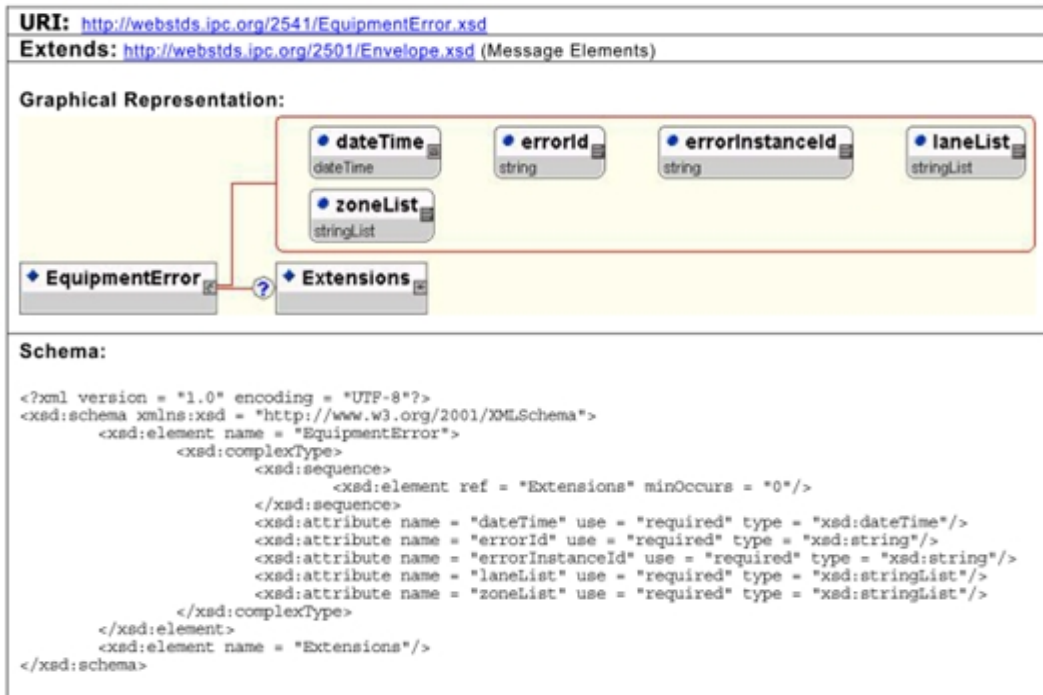 URI: http://webstds.ipc.org/2541/EquipmentError.xsd
Extends: http://webstds.ipc.org/2501/Envelope.xsd (Message Elements)
Graphical Representation:
dateTime errorId errorInstanceId laneList
dateTime string string stringList
zoneList
stringList
EquipmentError ? Extensions
Schema:
<?xml version = "1.0" encoding = "UTF-8"?>
<xsd:schema xmlns:xsd = "http://www.w3.org/2001/XMLSchema">
<xsd:element name = "EquipmentError">
<xsd:complexType>
<xsd:sequence>
<xsd:element ref = "Extensions" minOccurs = "0"/>
</xsd:sequence>
<xsd:attribute name = "dateTime" use = "required" type = "xsd:dateTime"/>
<xsd:attribute name = "errorId" use = "required" type = "xsd:string"/>
<xsd:attribute name = "errorInstanceId" use = "required" type = "xsd:string"/>
<xsd:attribute name = "laneList" use = "required" type = "xsd:stringList"/>
<xsd:attribute name = "zoneList" use = "required" type = "xsd:stringList"/>
</xsd:complexType>
</xsd:element>
<xsd:element name = "Extensions"/>
</xsd:schema>